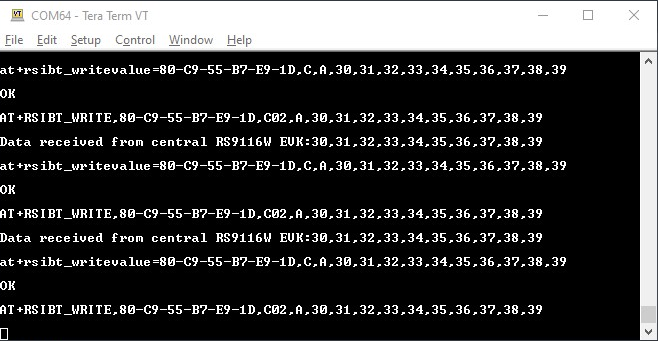 VT COM64 - Tera Term VT
File Edit Setup Control Window Help
at+rsibt_writevalue=80-C9-55-B7-E9-1D,C,A,30,31,32,33,34,35,36,37,38,39
OK
AT+RSIBT_WRITE,80-C9-55-B7-E9-1D,C02,A,30,31,32,33,34,35,36,37,38,39
Data received from central RS9116W EVK:30,31,32,33,34,35,36,37,38,39
at+rsibt_writevalue=80-C9-55-B7-E9-1D,C,A,30,31,32,33,34,35,36,37,38,39
OK
AT+RSIBT_WRITE,80-C9-55-B7-E9-1D,C02,A,30,31,32,33,34,35,36,37,38,39
Data received from central RS9116W EVK:30,31,32,33,34,35,36,37,38,39
at+rsibt_writevalue=80-C9-55-B7-E9-1D,C,A,30,31,32,33,34,35,36,37,38,39
OK
AT+RSIBT_WRITE,80-C9-55-B7-E9-1D,C02,A,30,31,32,33,34,35,36,37,38,39